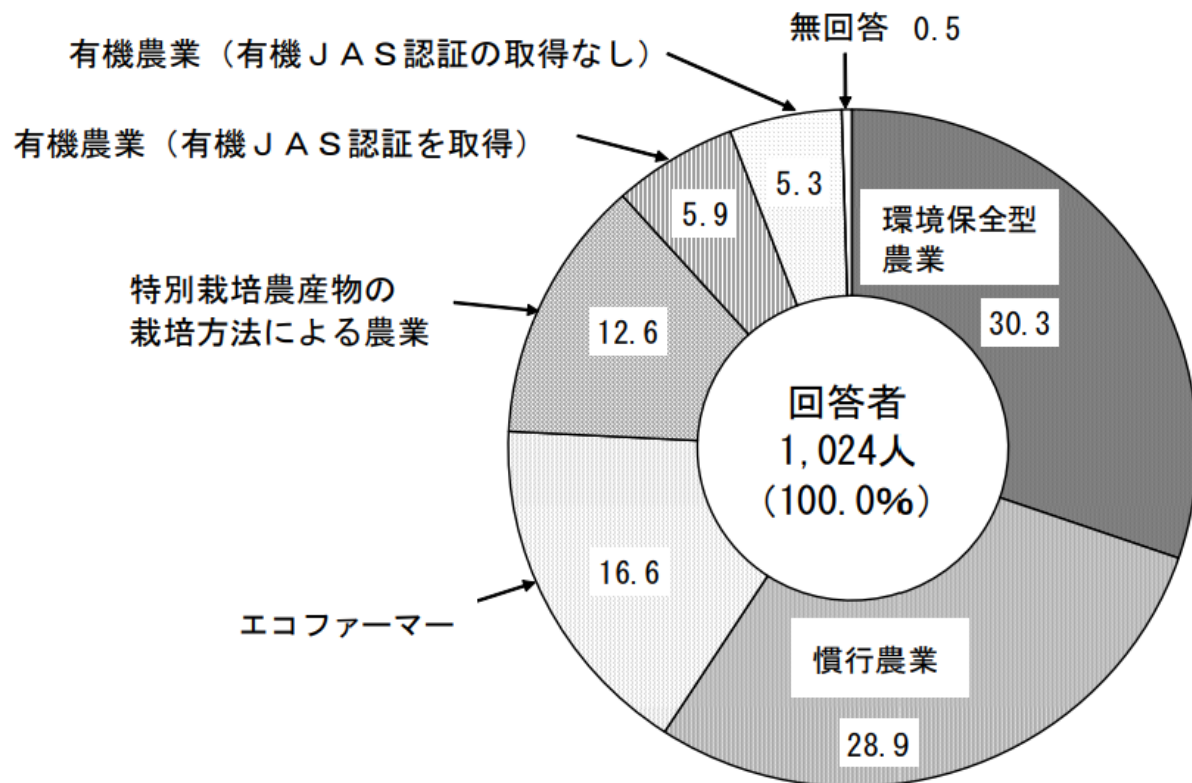 無回答 0.5
有機農業（有機ＪＡＳ認証の取得なし）
有機農業（有機ＪＡＳ認証を取得）
5.3
5.9
環境保全型
農業
30.3
特別栽培農産物の
栽培方法による農業
12.6
回答者
1,024人
（100.0%）
16.6
エコファーマー
慣行農業
28.9